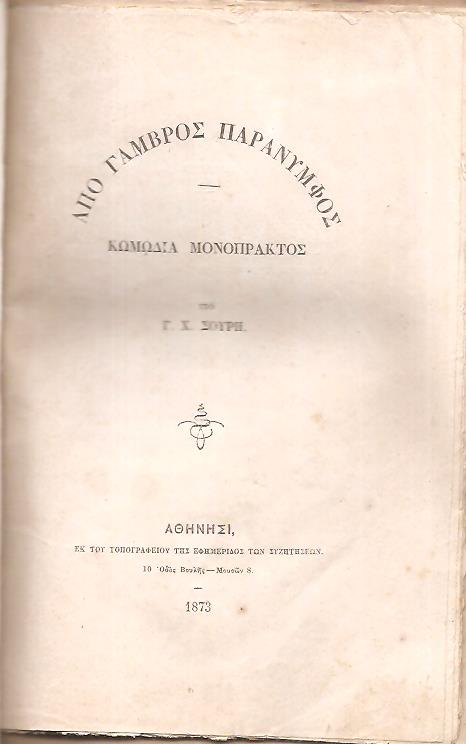 ΑΠΟ ΓΑΜΒΡΟΣ ΠΑΡΑΝΥΜΦΟΣ
ΚΩΜΩΔΙΑ ΜΟΝΟΠΡΑΚΤΟΣ
υπό
Γ. Χ. ΣΟΥΡΗ.
ΑΘΗΝΗΣΙ,
ΕΚ ΤΟΥ ΤΥΠΟΓΡΑΦΕΙΟΥ ΤΗΣ ΕΦΗΜΕΡΙΔΟΣ ΤΩΝ ΣΥΖΗΤΗΣΕΩΝ.
10 Ὁδὸς Βουλῆς — Μουσῶν 8.
1873